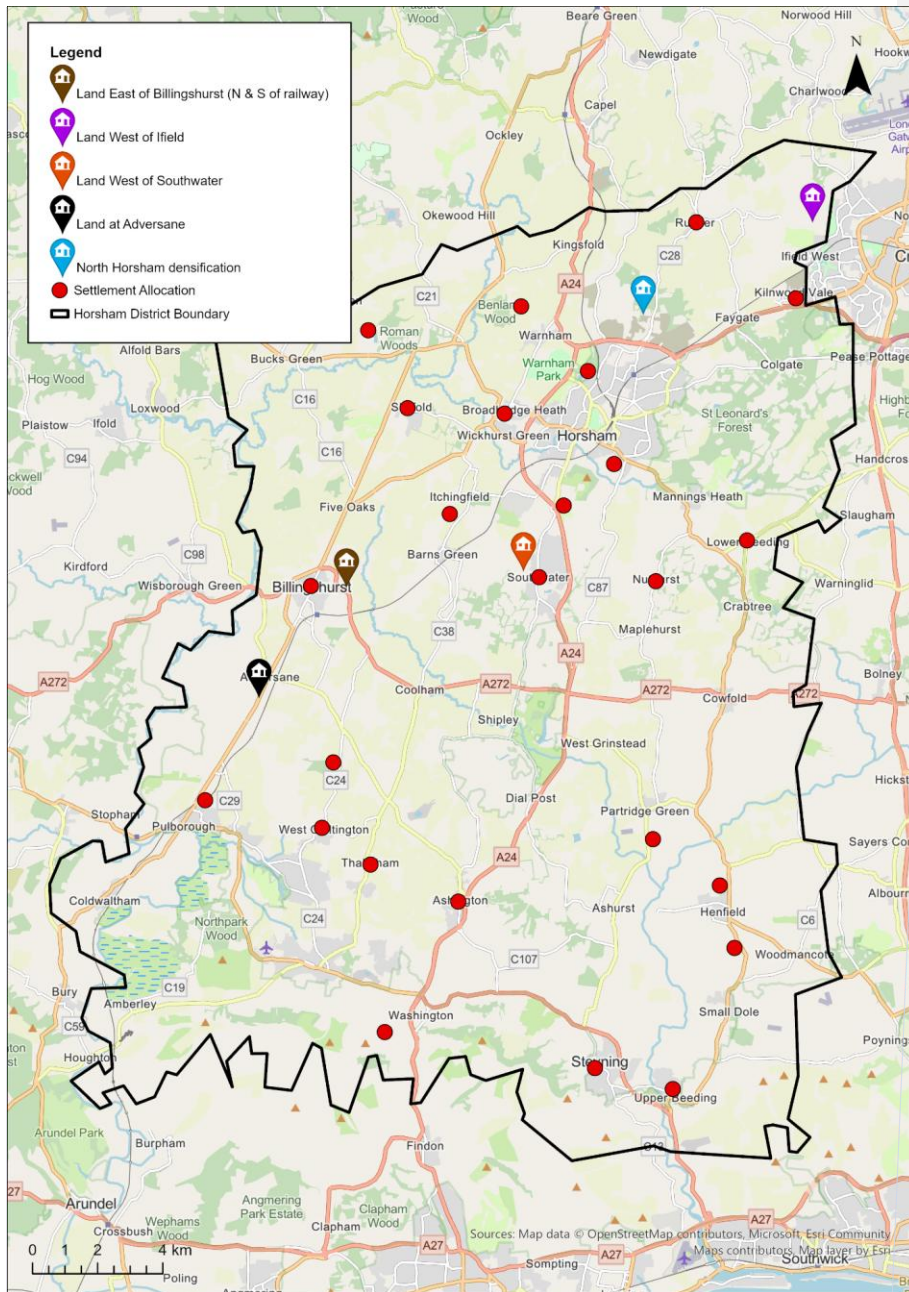 Legend
Land East of Billingshurst (N & S of railway)
Land West of Ifield
Land West of Southwater
Land at Adversane
North Horsham densification
Settlement Allocation
Horsham District Boundary
N
Beare Green
Norwood Hill
Newdigate
Charlwood
Capel
Ockley
Okewood Hill
Kingsfold
C28
Ifield West
A24
Kilnwood Vale
C21
Warnham
Faygate
Roman
Woods
Alfold Bars
Bucks Green
Warnham
Park
Colgate
Pease Pottage
Hog Wood
Loxwood
C16
Plaistow
Ifold
Broadbridge Heath
St Leonard's
Forest
Wickhurst Green
Horsham
C94
C16
Itchingfield
Mannings Heath
Five Oaks
Slaugham
Kirdford
C98
Barns Green
Lower Beeding
Wisborough Green
Billingshurst
Southwater
C87
Nuthurst
Warninglid
Crabtree
C38
Maplehurst
A24
A272
Adversane
Coolham
A272
A272
Cowfold
A272
Bolney
Shipley
West Grinstead
C24
Dial Post
Stopham
C29
Partridge Green
Pulborough
West Chiltington
Thakeham
A24
Coldwaltham
Northpark
Wood
C24
Ashington
Ashurst
Henfield
C6
Woodmancote
C107
Bury
Amberley
C19
Small Dole
C59
Washington
Houghton
Steyning
Upper Beeding
Arundel Park
Burpham
Findon
Arundel
Angmering
Park Estate
Wephams
Wood
Clapham
Wood
Crossbush
Clapham
A27
A27
A27
Sources: Map data © OpenStreetMap contributors, Microsoft, Esri Community
Maps contributors, Map layer by Esri
0 1 2 4 km
Poling
Sompting
Southwick